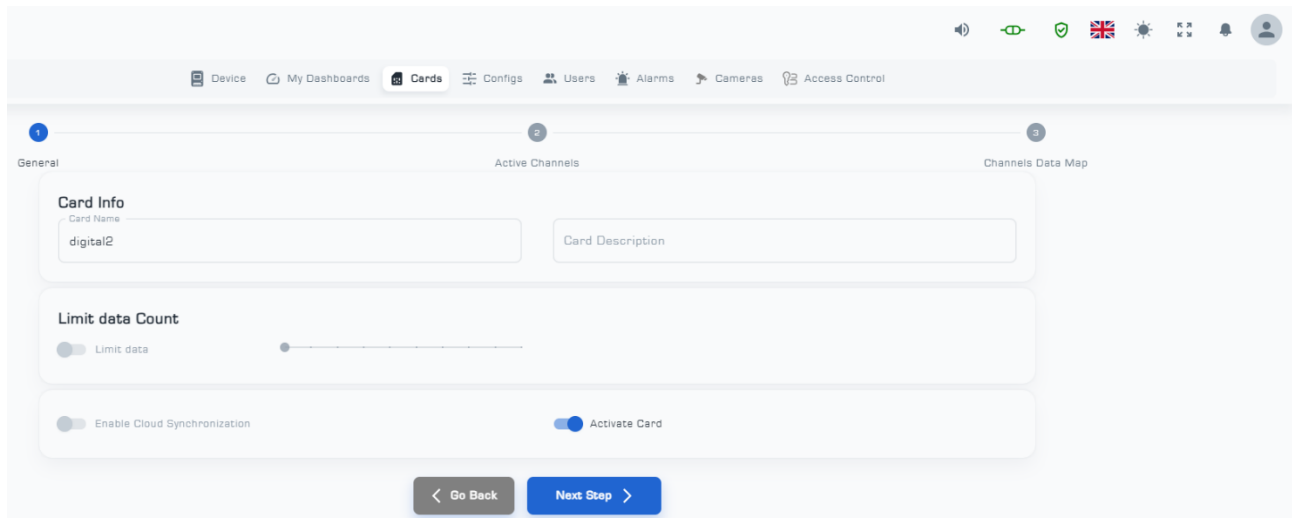 Device My Dashboards Cards Configs Users Alarms Cameras Access Control
1 2 3
General Active Channels Channels Data Map
Card Info
Card Name
digital2 Card Description
Limit data Count
Limit data
Enable Cloud Synchronization Activate Card
Go Back Next Step